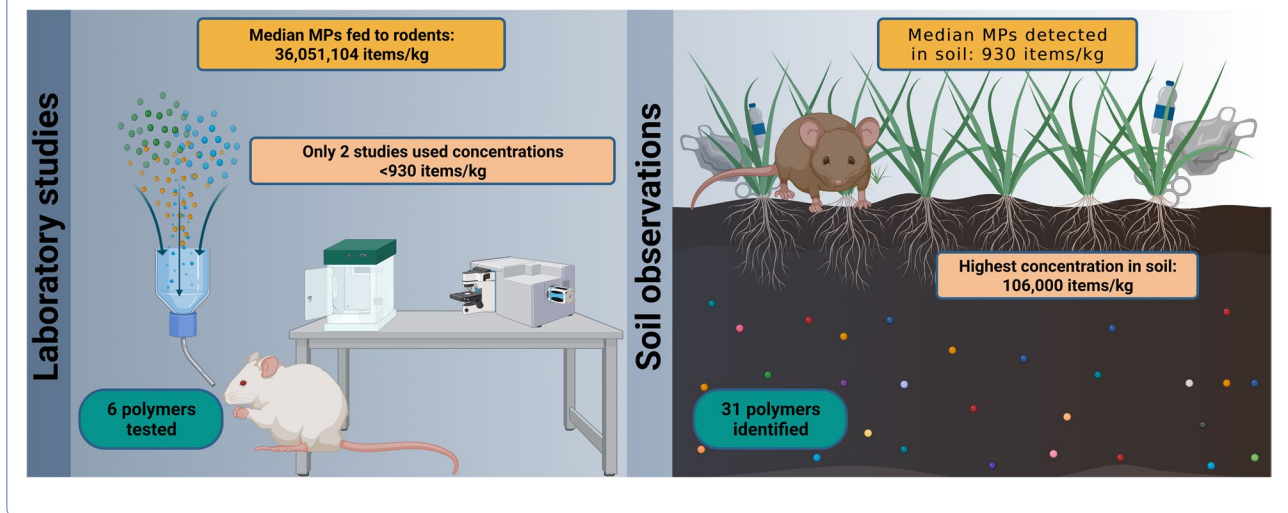 Laboratory studies
Median MPs fed to rodents:
36,051,104 items/kg
Only 2 studies used concentrations
<930 items/kg
6 polymers
tested
Soil observations
Median MPs detected
in soil: 930 items/kg
Highest concentration in soil:
106,000 items/kg
31 polymers
identified